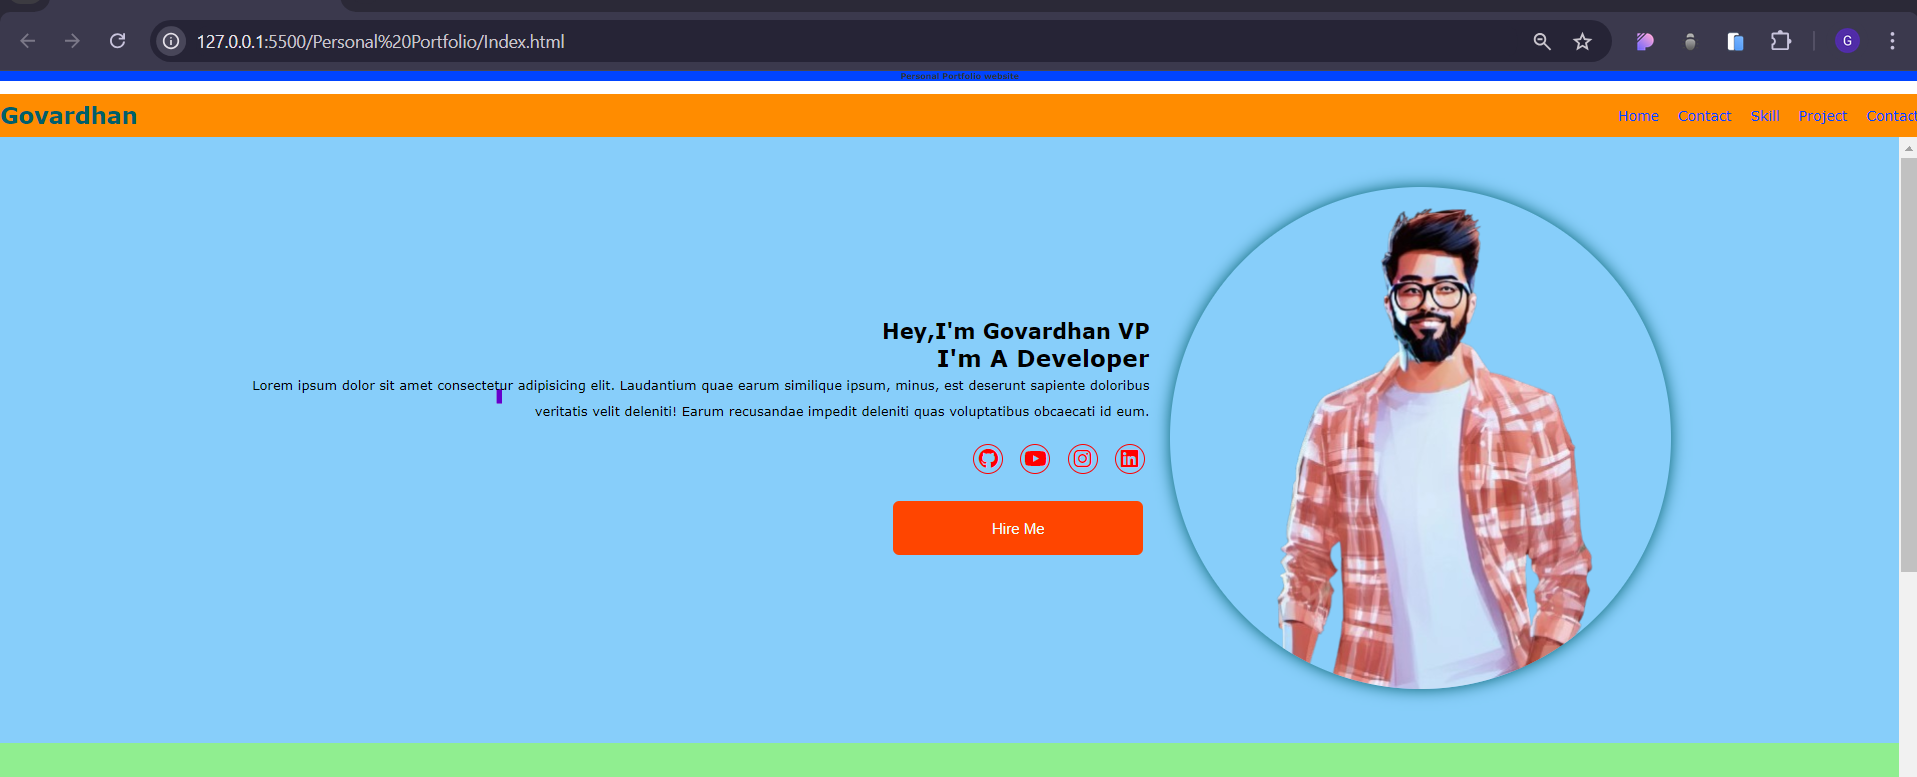 127.0.0.1:5500/Personal%20Portfolio/Index.html
G
Personal Portfolio website
Govardhan
Home Contact Skill Project Contact
Hey,I'm Govardhan VP
I'm A Developer
Lorem ipsum dolor sit amet consectetur adipisicing elit. Laudantium quae earum similique ipsum, minus, est deserunt sapiente doloribus
veritatis velit deleniti! Earum recusandae impedit deleniti quas voluptatibus obcaecati id eum.
Hire Me